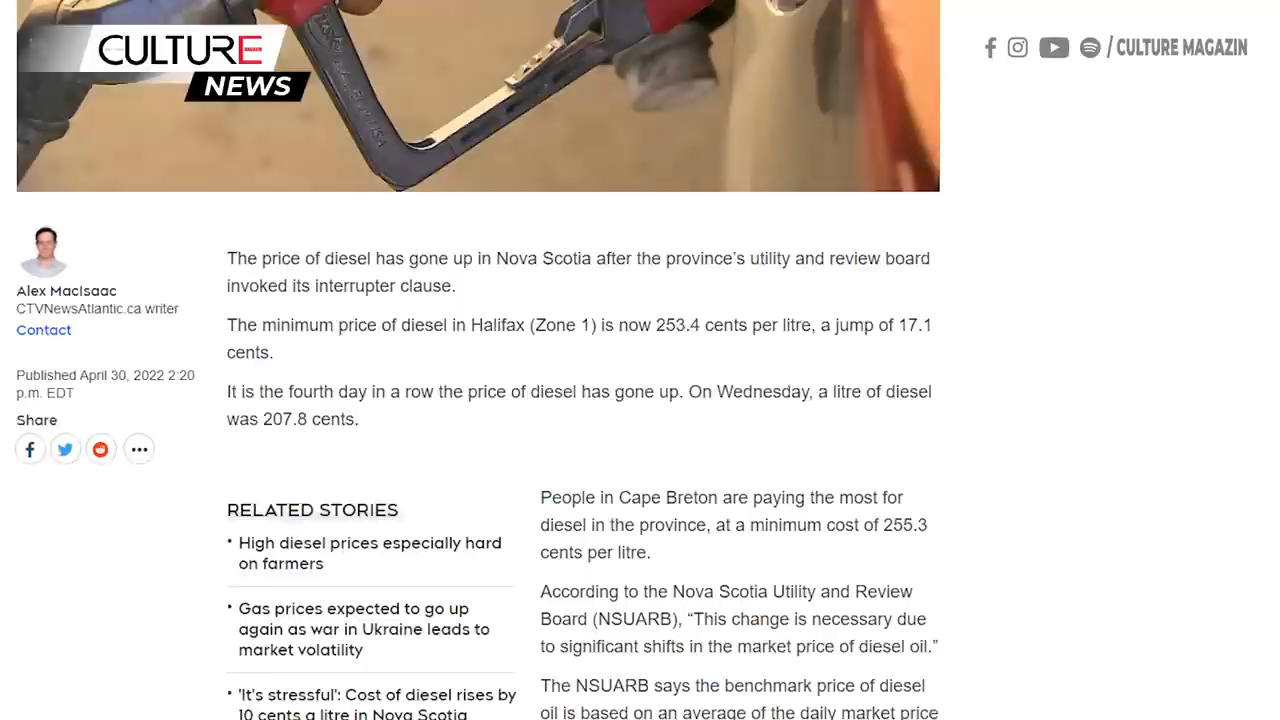 CULTURE
NEWS
/ CULTURE MAGAZIN
Alex MacIsaac
CTVNewsAtlantic.ca writer
Contact
Published April 30, 2022 2:20
p.m. EDT
Share
The price of diesel has gone up in Nova Scotia after the province’s utility and review board
invoked its interrupter clause.
The minimum price of diesel in Halifax (Zone 1) is now 253.4 cents per litre, a jump of 17.1
cents.
It is the fourth day in a row the price of diesel has gone up. On Wednesday, a litre of diesel
was 207.8 cents.
RELATED STORIES
• High diesel prices especially hard
on farmers
• Gas prices expected to go up
again as war in Ukraine leads to
market volatility
• 'It's stressful': Cost of diesel rises by
10 cents a litre in Nova Scotia
People in Cape Breton are paying the most for
diesel in the province, at a minimum cost of 255.3
cents per litre.
According to the Nova Scotia Utility and Review
Board (NSUARB), “This change is necessary due
to significant shifts in the market price of diesel oil.”
The NSUARB says the benchmark price of diesel
oil is based on an average of the daily market price